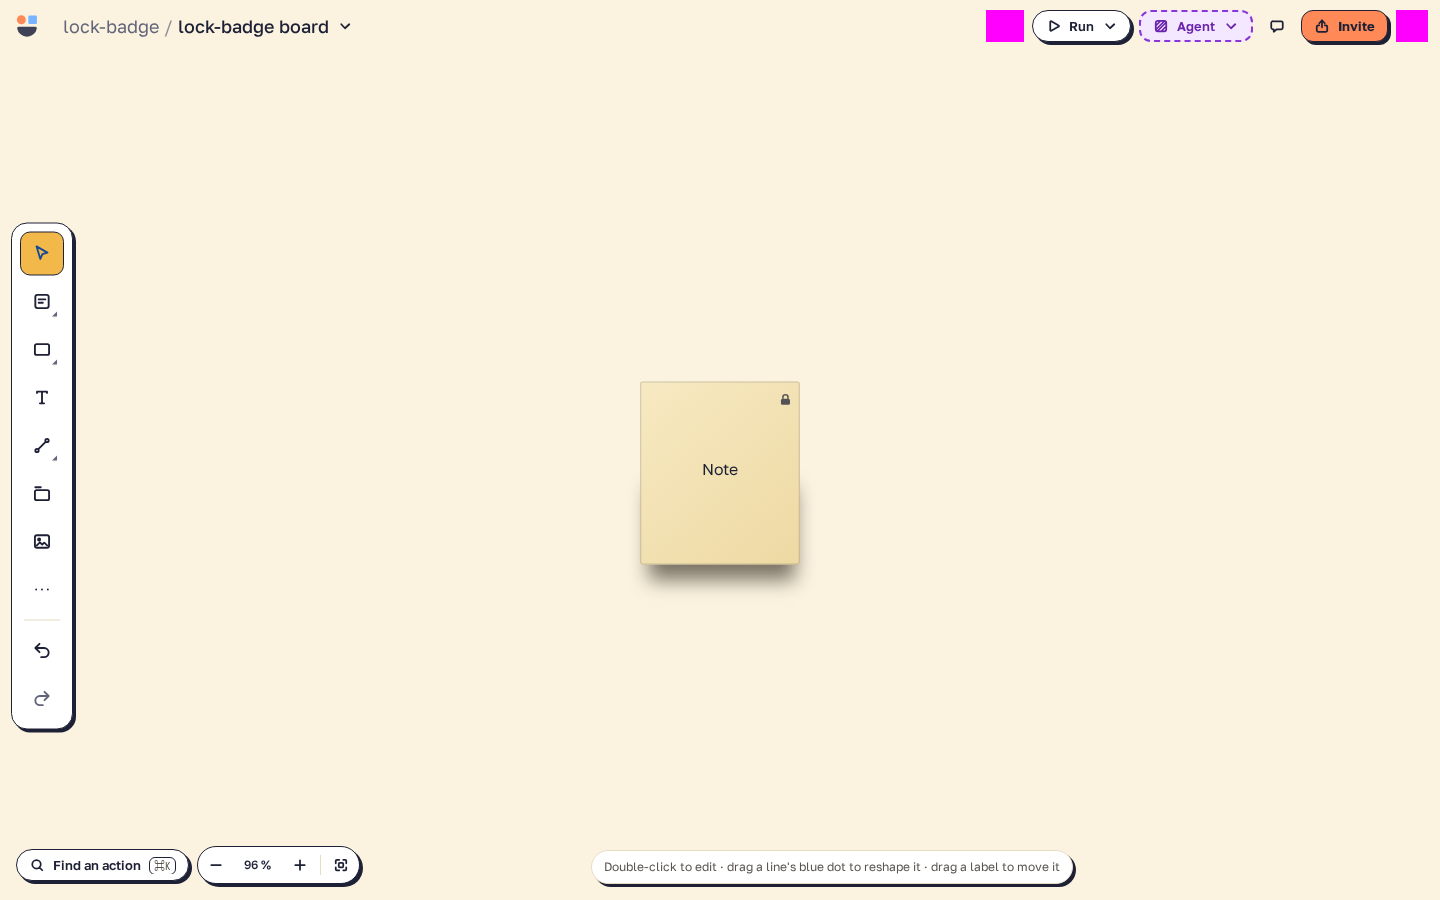 lock-badge / lock-badge board
Run
Agent
Invite
Note
Find an action ⌘K
96 %
Double-click to edit · drag a line's blue dot to reshape it · drag a label to move it